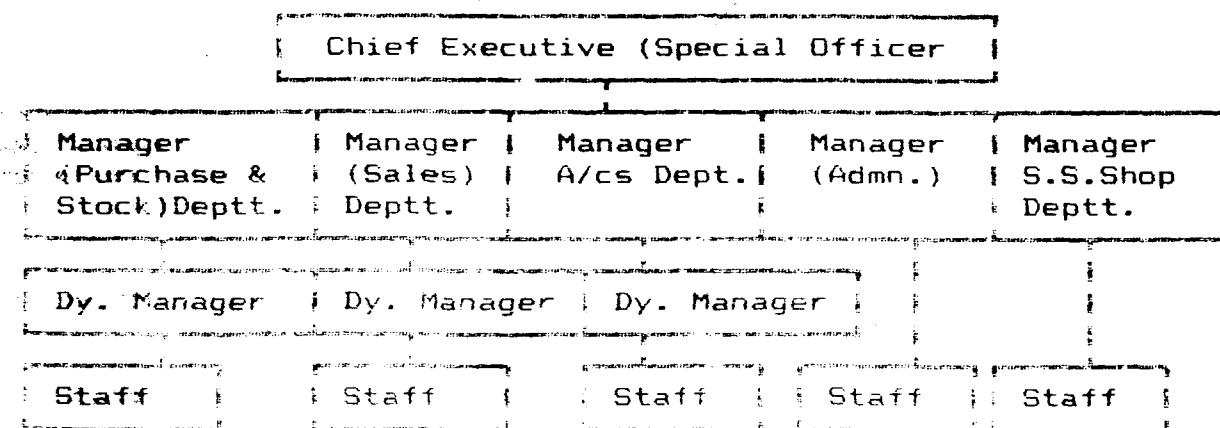 Chief Executive (Special Officer
Manager Manager Manager Manager Manager
(Purchase & (Sales) A/cs Dept. (Admn.) S.S.Shop
Stock)Deptt. Deptt. Deptt.
Dy. Manager Dy. Manager Dy. Manager
Staff Staff Staff Staff Staff